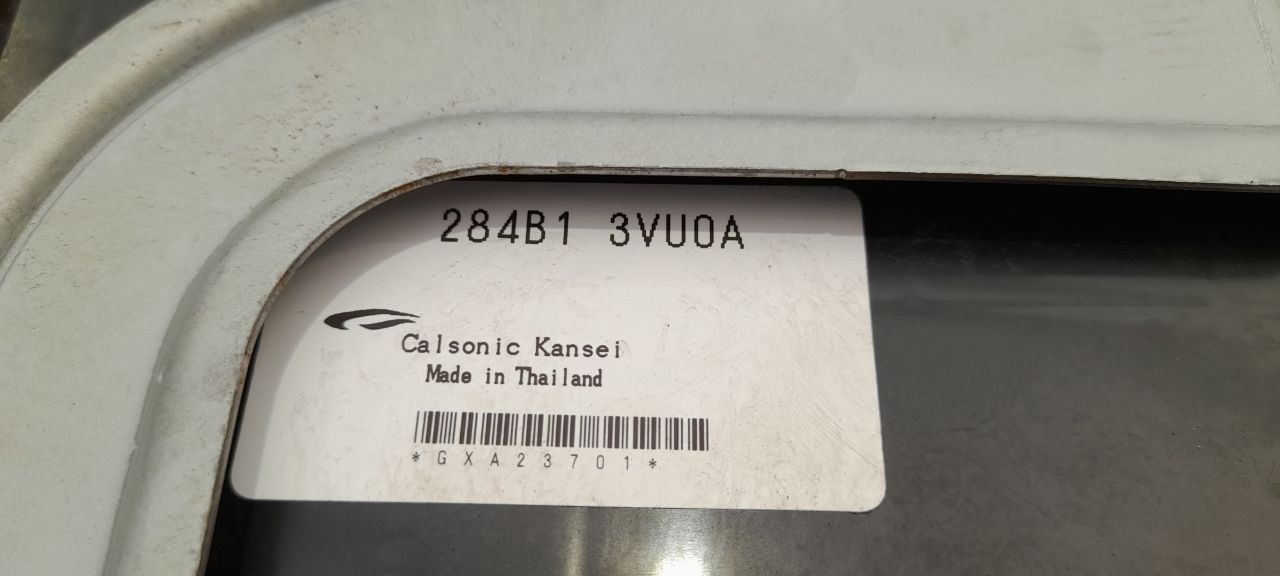 284B1 3VU0A
Calsonic Kansei
Made in Thailand
*GXA23701*